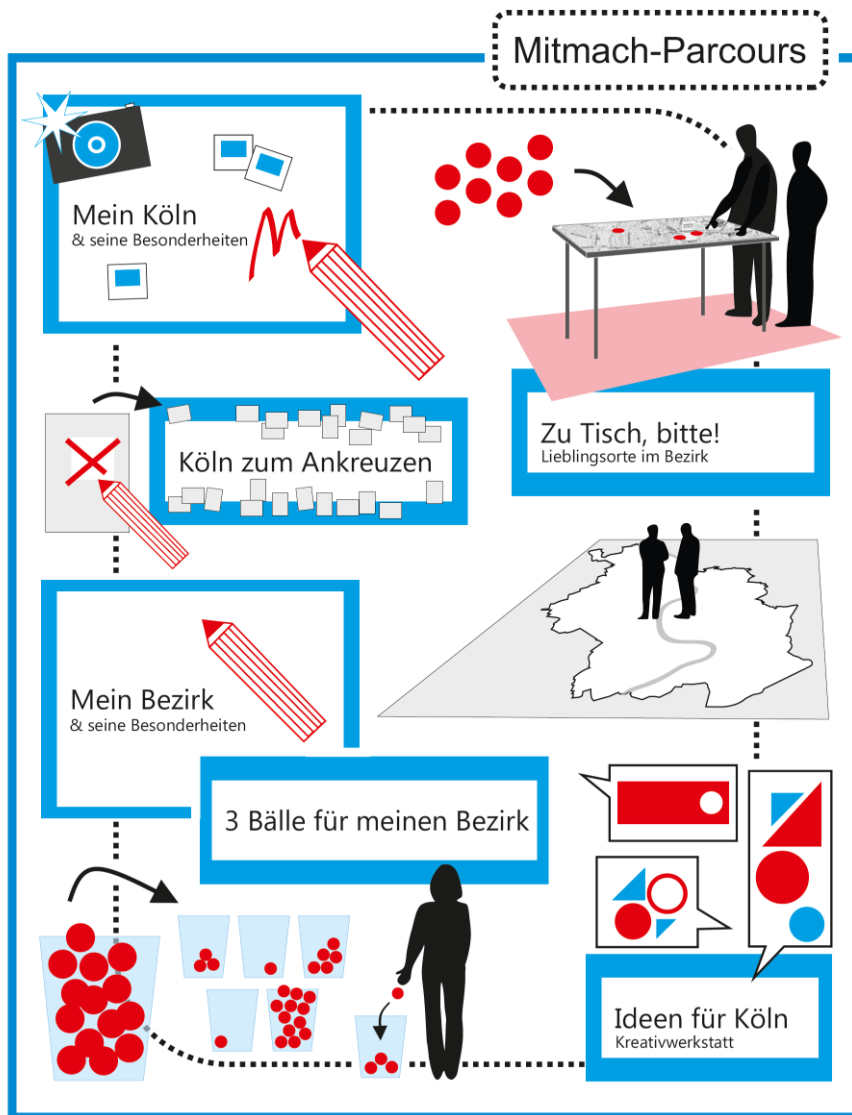 Mitmach-Parcours
Mein Köln
& seine Besonderheiten
Köln zum Ankreuzen
Zu Tisch, bitte!
Lieblingsorte im Bezirk
Mein Bezirk
& seine Besonderheiten
3 Bälle für meinen Bezirk
Ideen für Köln
Kreativwerkstatt